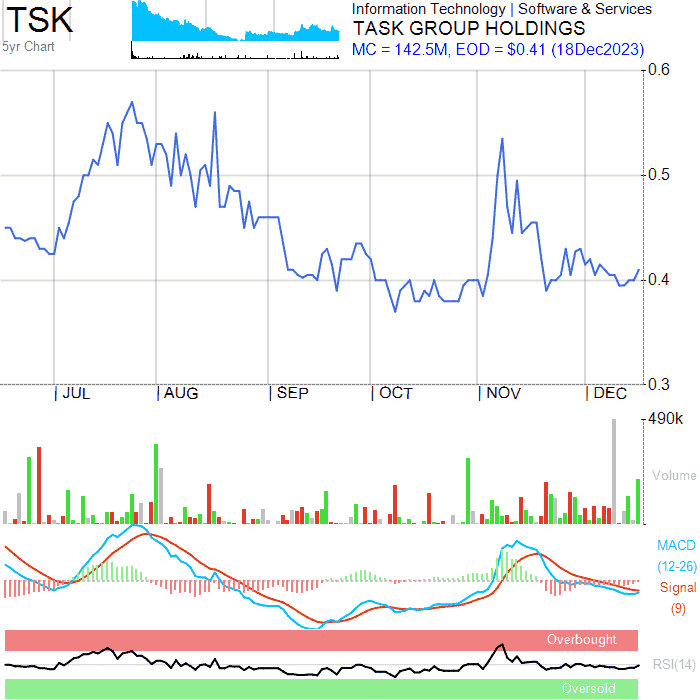 TSK
5yr Chart
Information Technology | Software & Services
TASK GROUP HOLDINGS
MC = 142.5M, EOD = $0.41 (18Dec2023)
0.6
0.5
0.4
0.3
| JUL | AUG | SEP | OCT | NOV | DEC
490k
Volume
MACD
(12-26)
Signal
(9)
Overbought
RSI(14)
Oversold